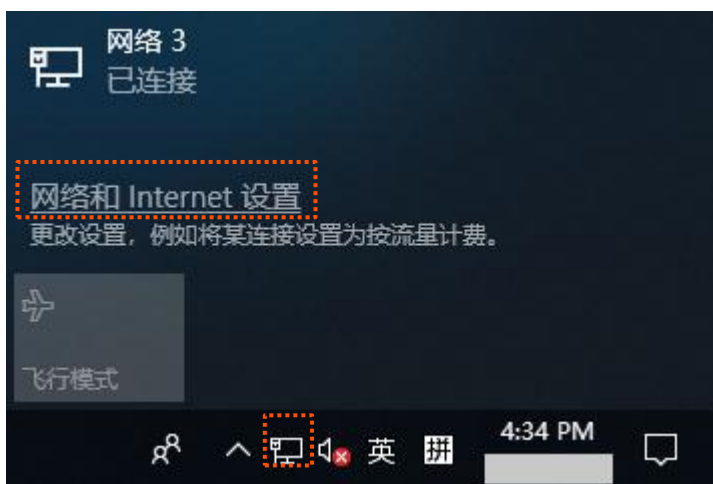 网络 3
已连接
网络和 Internet 设置
更改设置，例如将某连接设置为按流量计费。
飞行模式
英 拼 4:34 PM